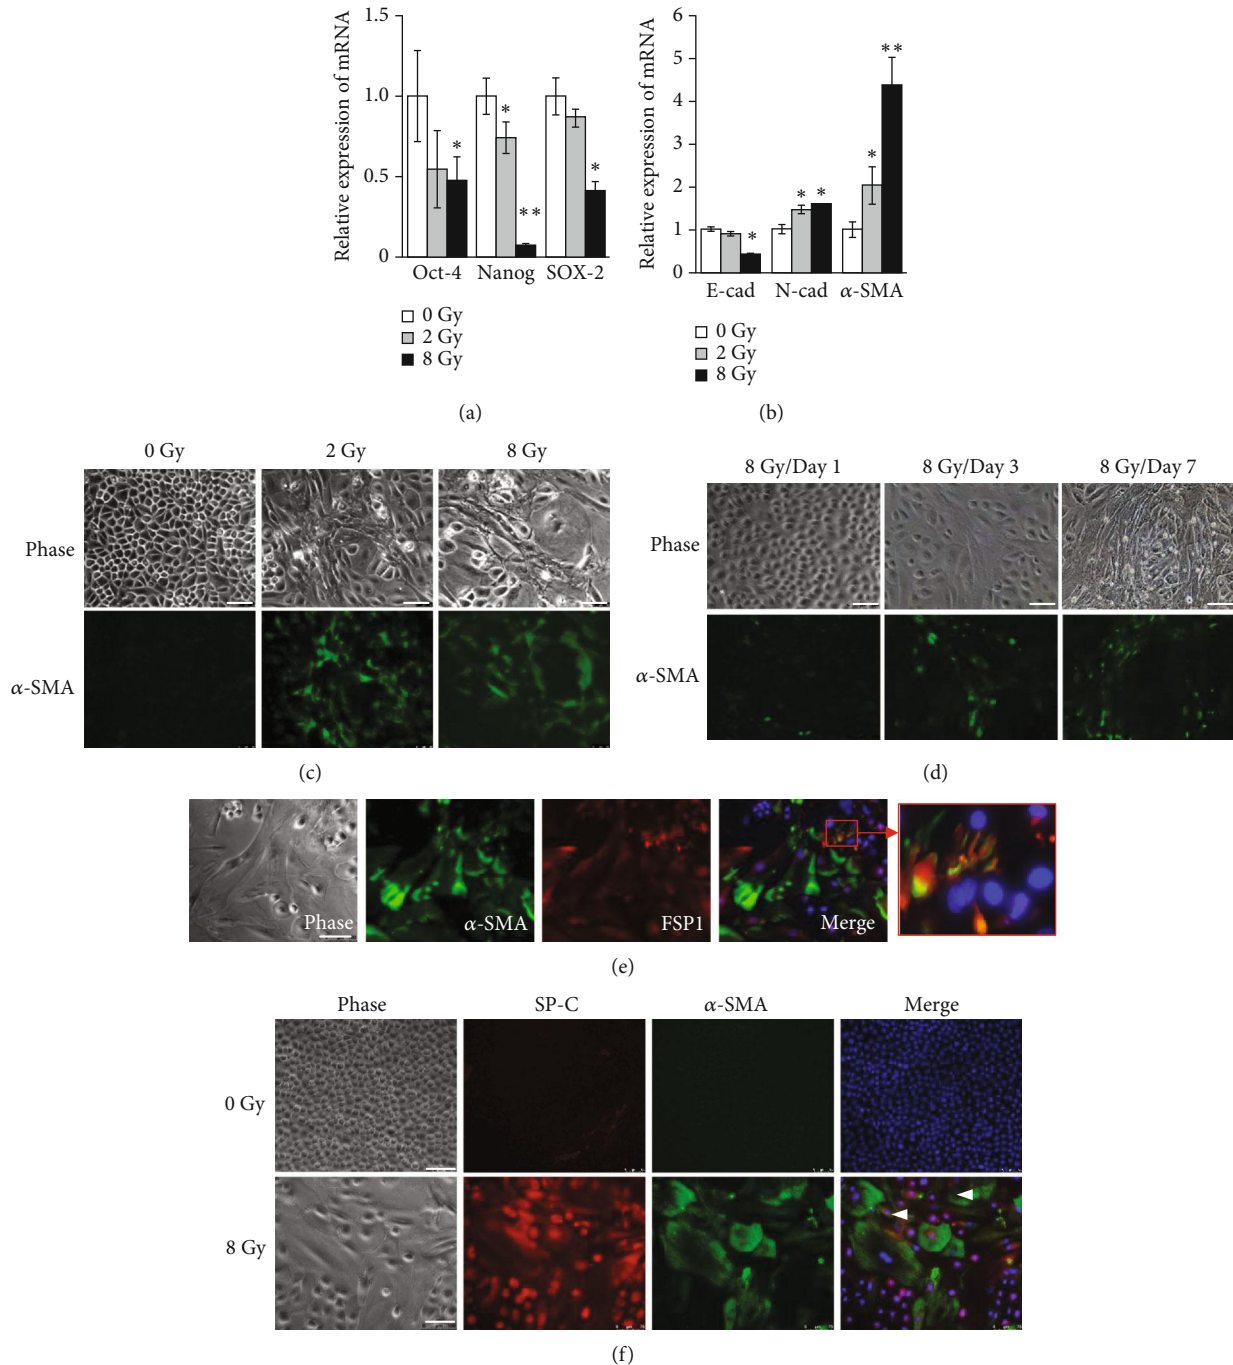 Relative expression of mRNA
1.5
1.0
0.5
0
*
*
**
*
Oct-4 Nanog SOX-2
0 Gy
2 Gy
8 Gy
(a)
Relative expression of mRNA
6
5
4
3
2
1
0
*
*
*
*
**
E-cad N-cad α-SMA
0 Gy
2 Gy
8 Gy
(b)
0 Gy 2 Gy 8 Gy
Phase
α-SMA
(c)
8 Gy/Day 1 8 Gy/Day 3 8 Gy/Day 7
Phase
α-SMA
(d)
Phase α-SMA FSP1 Merge
(e)
Phase SP-C α-SMA Merge
0 Gy
8 Gy
(f)